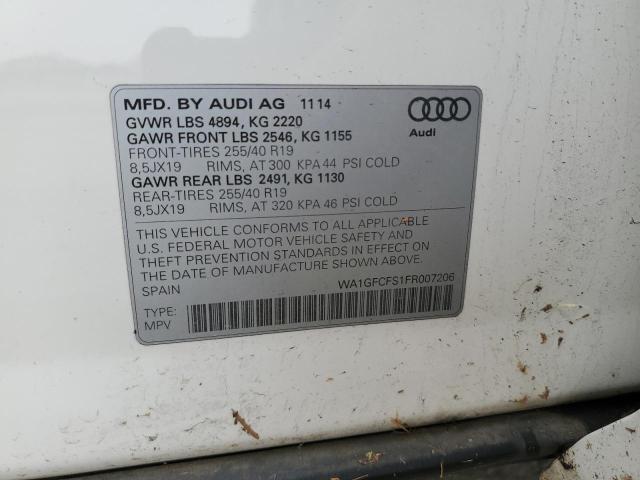 MFD. BY AUDI AG 11 14
GVWR LBS 4894, KG 2220
GAWR FRONT LBS 2546, KG 1155
FRONT-TIRES 255/40 R19
8,5JX19 RIMS, AT 300 KPA 44 PSI COLD
GAWR REAR LBS 2491, KG 1130
REAR-TIRES 255/40 R19
8,5JX19 RIMS, AT 320 KPA 46 PSI COLD
Audi
THIS VEHICLE CONFORMS TO ALL APPLICABLE
U.S. FEDERAL MOTOR VEHICLE SAFETY AND
THEFT PREVENTION STANDARDS IN EFFECT ON
THE DATE OF MANUFACTURE SHOWN ABOVE.
SPAIN WA1GFCFS1FR007206
TYPE:
MPV